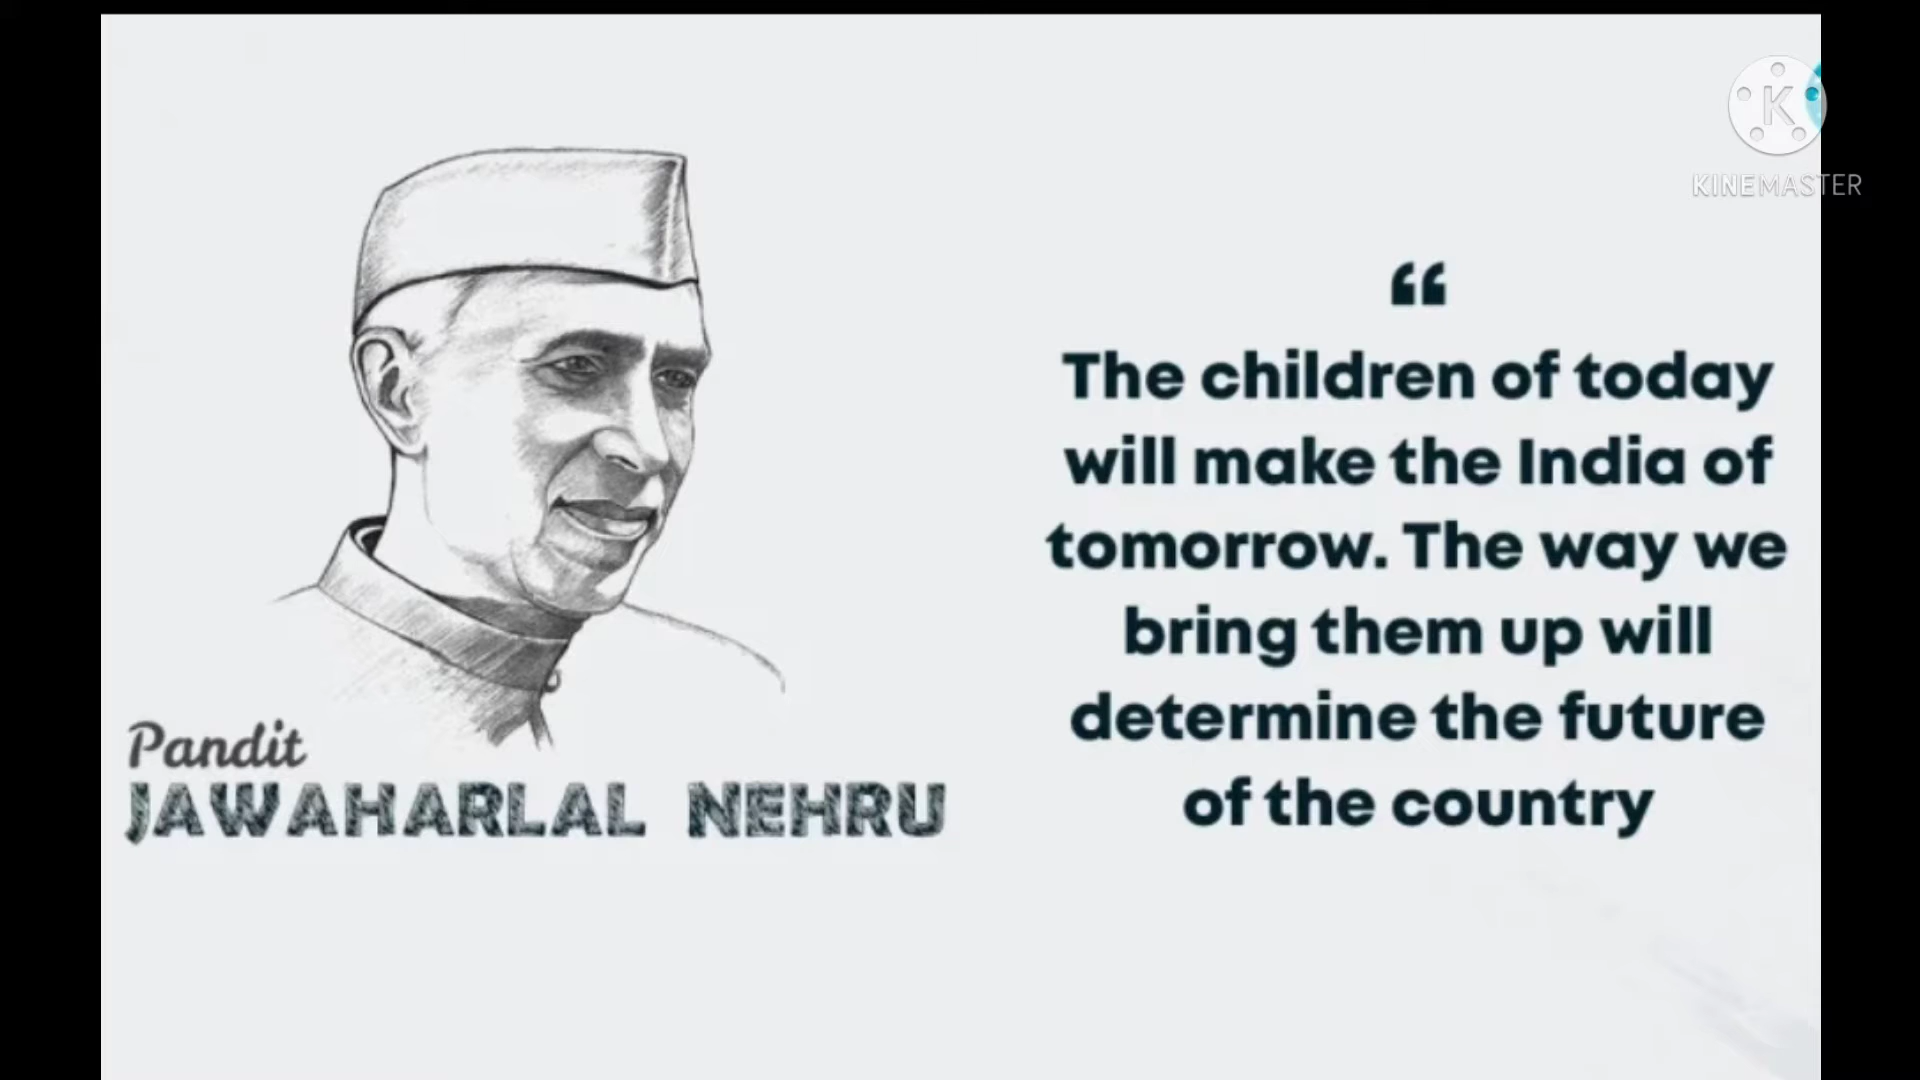 K
KINEMASTER
“
The children of today
will make the India of
tomorrow. The way we
bring them up will
determine the future
of the country
Pandit
JAWAHARLAL NEHRU